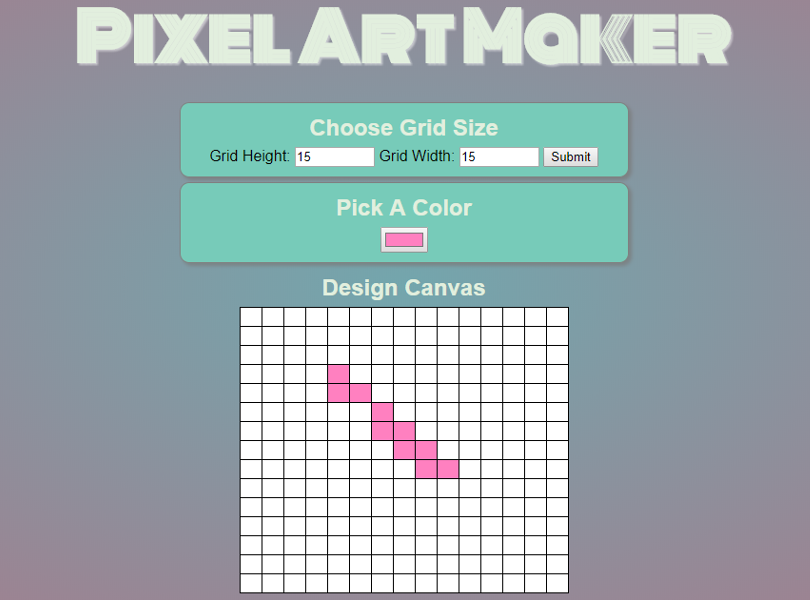 PIXEL ART MAKER
Choose Grid Size
Grid Height: 15 Grid Width: 15 Submit
Pick A Color
Design Canvas